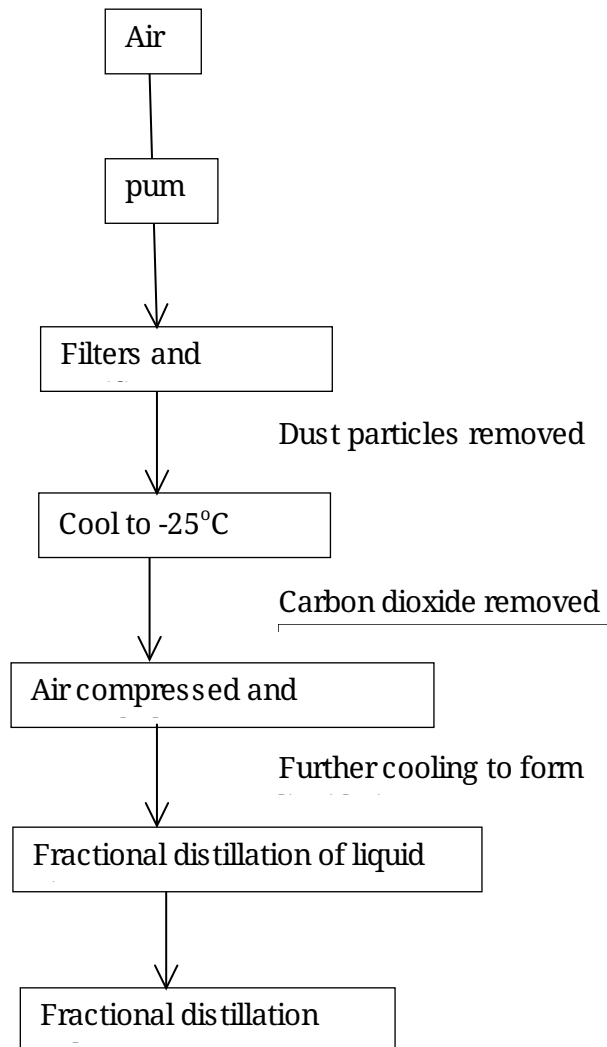 Air
pum
Filters and
Dust particles removed
Cool to -25°C
Carbon dioxide removed
Air compressed and
Further cooling to form
Fractional distillation of liquid
Fractional distillation